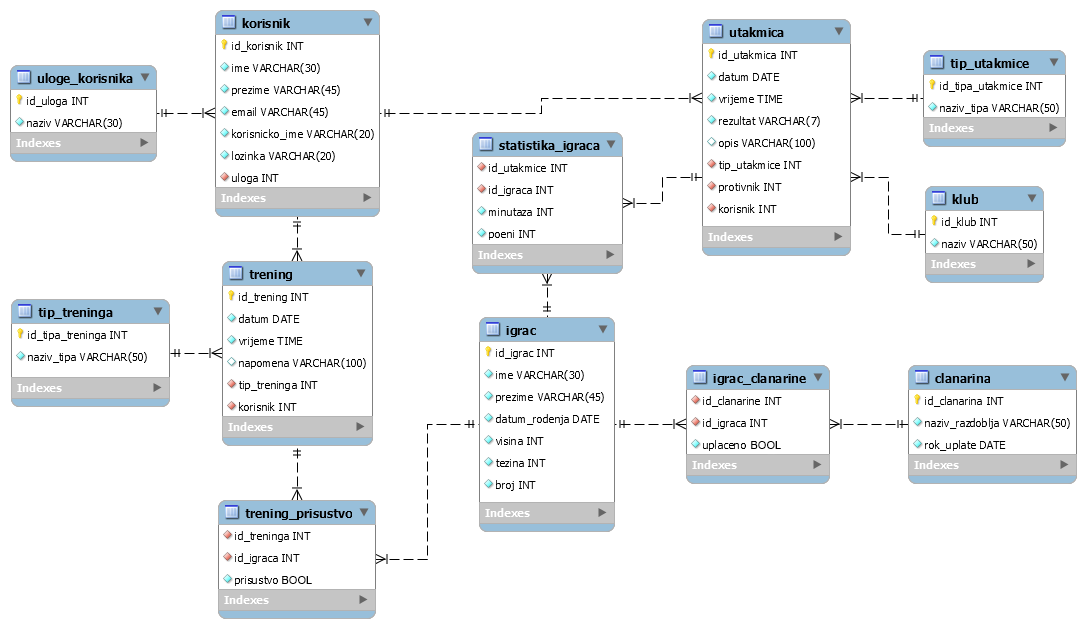 korisnik
id_korisnik INT
ime VARCHAR(30)
prezime VARCHAR(45)
email VARCHAR(45)
korisnicko_ime VARCHAR(20)
lozinka VARCHAR(20)
uloga INT
Indexes
utakmica
id_utakmica INT
datum DATE
vrijeme TIME
rezultat VARCHAR(7)
opis VARCHAR(100)
tip_utakmice INT
protivnik INT
korisnik INT
Indexes
tip_utakmice
id_tipa_utakmice INT
naziv_tipa VARCHAR(50)
Indexes
uloge_korisnika
id_uloga INT
naziv VARCHAR(30)
Indexes
statistika_igraca
id_utakmice INT
id_igraca INT
minutaza INT
poeni INT
Indexes
klub
id_klub INT
naziv VARCHAR(50)
Indexes
trening
id_trening INT
datum DATE
vrijeme TIME
napomena VARCHAR(100)
tip_treninga INT
korisnik INT
Indexes
tip_treninga
id_tipa_treninga INT
naziv_tipa VARCHAR(50)
Indexes
igrac
id_igrac INT
ime VARCHAR(30)
prezime VARCHAR(45)
datum_rodenja DATE
visina INT
tezina INT
broj INT
Indexes
igrac_clanarine
id_clanarine INT
id_igraca INT
uplaceno BOOL
Indexes
clanarina
id_clanarina INT
naziv_razdoblja VARCHAR(50)
rok_uplate DATE
Indexes
trening_prisustvo
id_treninga INT
id_igraca INT
prisustvo BOOL
Indexes